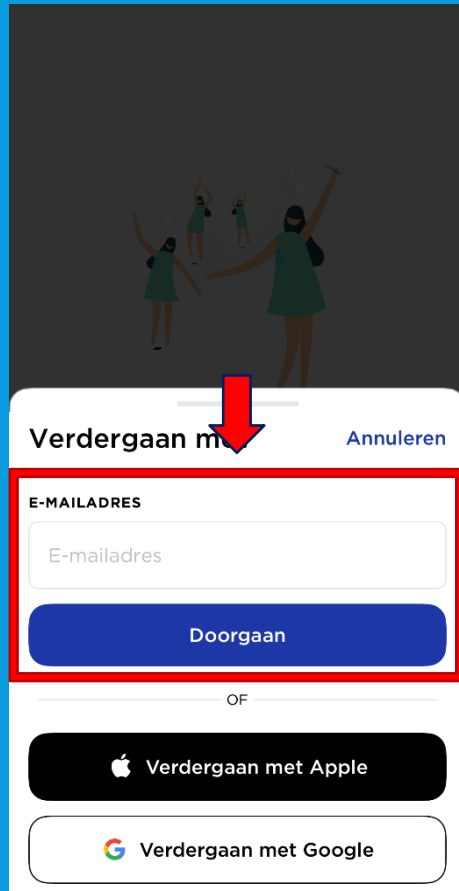 Verdergaan
Annuleren
E-MAILADRES
E-mailadres
Doorgaan
OF
Verdergaan met Apple
Verdergaan met Google